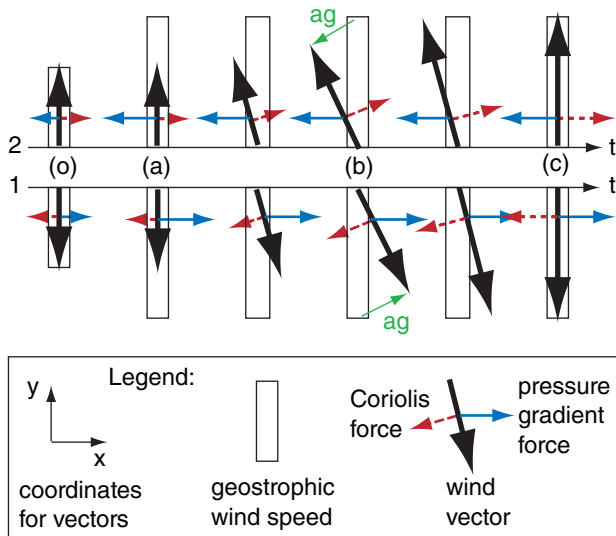 ag
2 (o) (a) (b) (c) t
1 t
ag
Legend:
y
x
coordinates
for vectors
geostrophic
wind speed
Coriolis
force
pressure
gradient
force
wind
vector